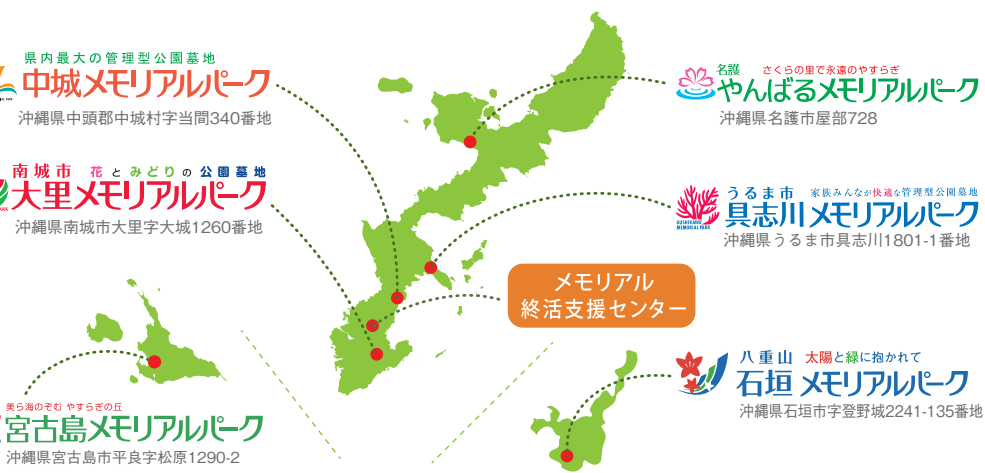 県内最大の管理型公園墓地
中城メモリアルパーク
沖縄県中頭郡中城村字当間340番地
南城市 花とみどりの公園墓地
大里メモリアルパーク
沖縄県南城市大里字大城1260番地
美ら海のぞむ やすらぎの丘
宮古島メモリアルパーク
沖縄県宮古島市平良字松原1290-2
名護 さくらの里で永遠のやすらぎ
やんばるメモリアルパーク
沖縄県名護市屋部728
うるま市 家族みんなが快適な管理型公園墓地
具志川メモリアルパーク
GUSHIKAWA
MEMORIAL PARK
沖縄県うるま市具志川1801-1番地
メモリアル
終活支援センター
八重山 太陽と緑に抱かれて
石垣メモリアルパーク
沖縄県石垣市字登野城2241-135番地